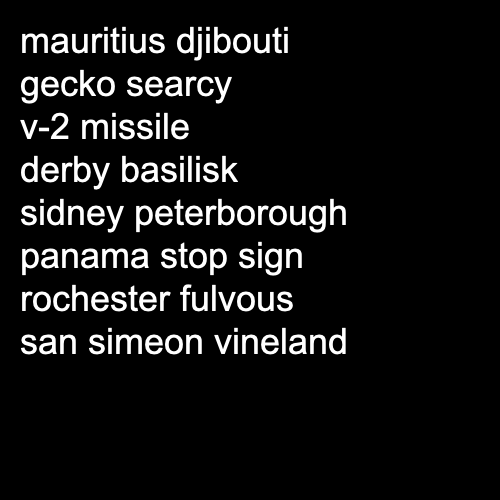 mauritius djibouti
gecko searcy
v-2 missile
derby basilisk
sidney peterborough
panama stop sign
rochester fulvous
san simeon vineland